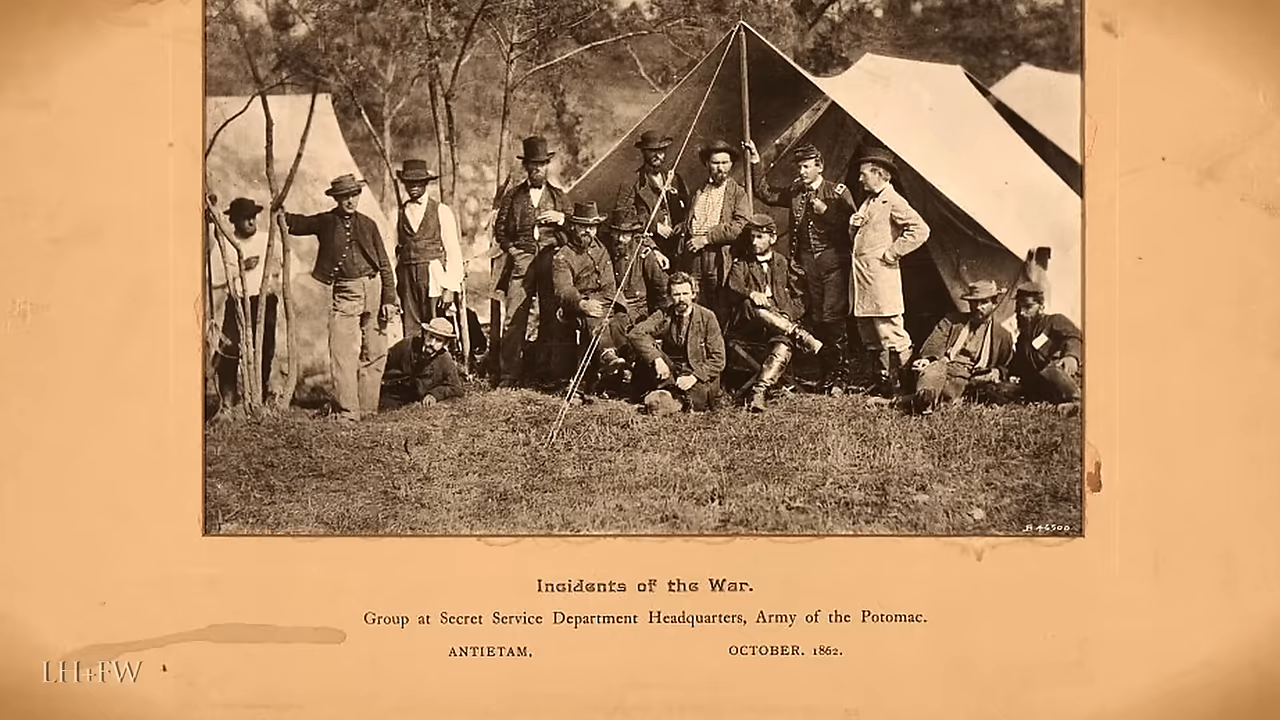 B 46500
Incidents of the War.
Group at Secret Service Department Headquarters, Army of the Potomac.
ANTIETAM, OCTOBER. 1862.
LH+FW